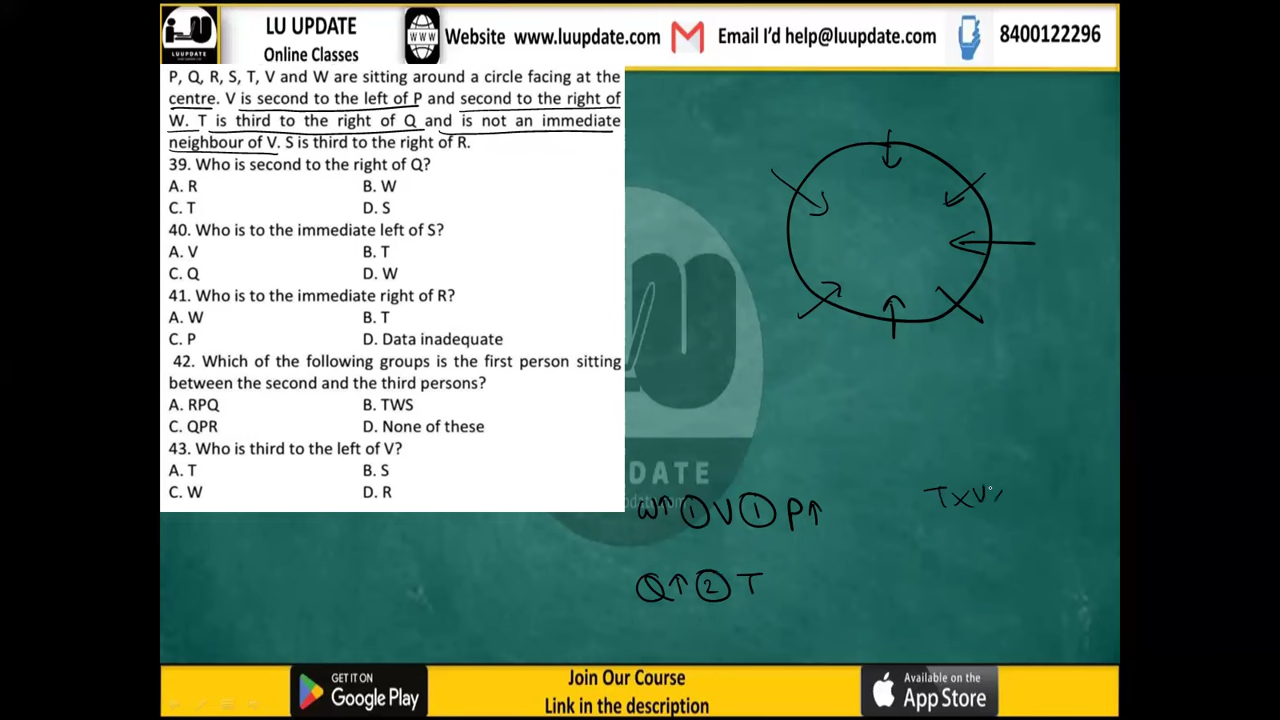 LU UPDATE
Online Classes
LUUPDATE
WWW
Website www.luupdate.com
Email I'd help@luupdate.com
8400122296
P, Q, R, S, T, V and W are sitting around a circle facing at the
centre. V is second to the left of P and second to the right of
W. T is third to the right of Q and is not an immediate
neighbour of V. S is third to the right of R.
39. Who is second to the right of Q?
A. R B. W
C. T D. S
40. Who is to the immediate left of S?
A. V B. T
C. Q D. W
41. Who is to the immediate right of R?
A. W B. T
C. P D. Data inadequate
42. Which of the following groups is the first person sitting
between the second and the third persons?
A. RPQ B. TWS
C. QPR D. None of these
43. Who is third to the left of V?
A. T B. S
C. W D. R
W↑ ① V ① P↑
T×V
Q↑ ② T
GET IT ON
Google Play
Join Our Course
Link in the description
Available on the
App Store